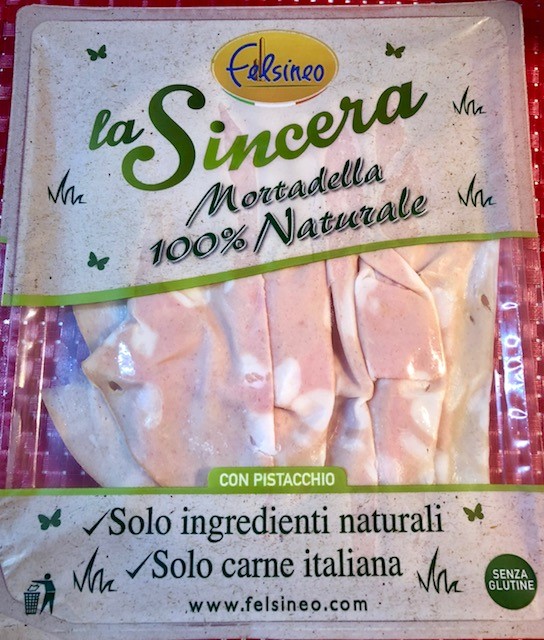 Felsineo
la Sincera
Mortadella
100% Naturale
CON PISTACCHIO
✓Solo ingredienti naturali
✓Solo carne italiana
SENZA
GLUTINE
www.felsineo.com